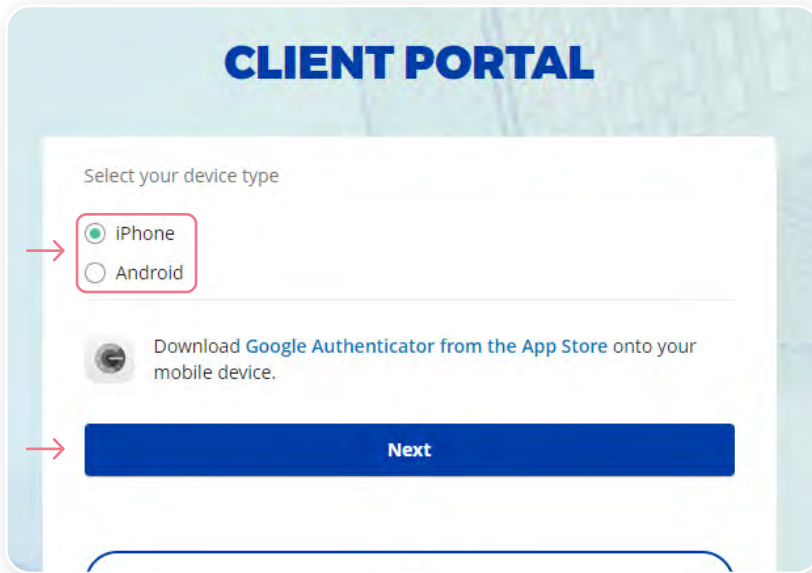 CLIENT PORTAL
Select your device type
iPhone
Android
Download Google Authenticator from the App Store onto your
mobile device.
Next